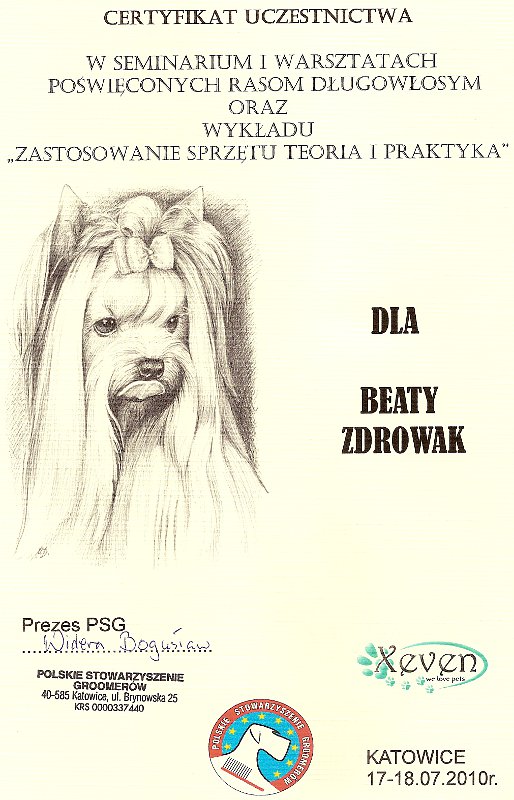 CERTYFIKAT UCZESTNICTWA
W SEMINARIUM I WARSZTATACH
POŚWIĘCONYCH RASOM DŁUGOWŁOSYM
ORAZ
WYKŁADU
„ZASTOSOWANIE SPRZĘTU TEORIA I PRAKTYKA”
DLA
BEATY
ZDROWAK
Prezes PSG
Widera Bogusław
POLSKIE STOWARZYSZENIE
GROOMERÓW
40-585 Katowice, ul. Brynowska 25
KRS 0000337440
Xeven
we love pets
POLSKIE STOWARZYSZENIE GROOMERÓW
KATOWICE
17-18.07.2010r.